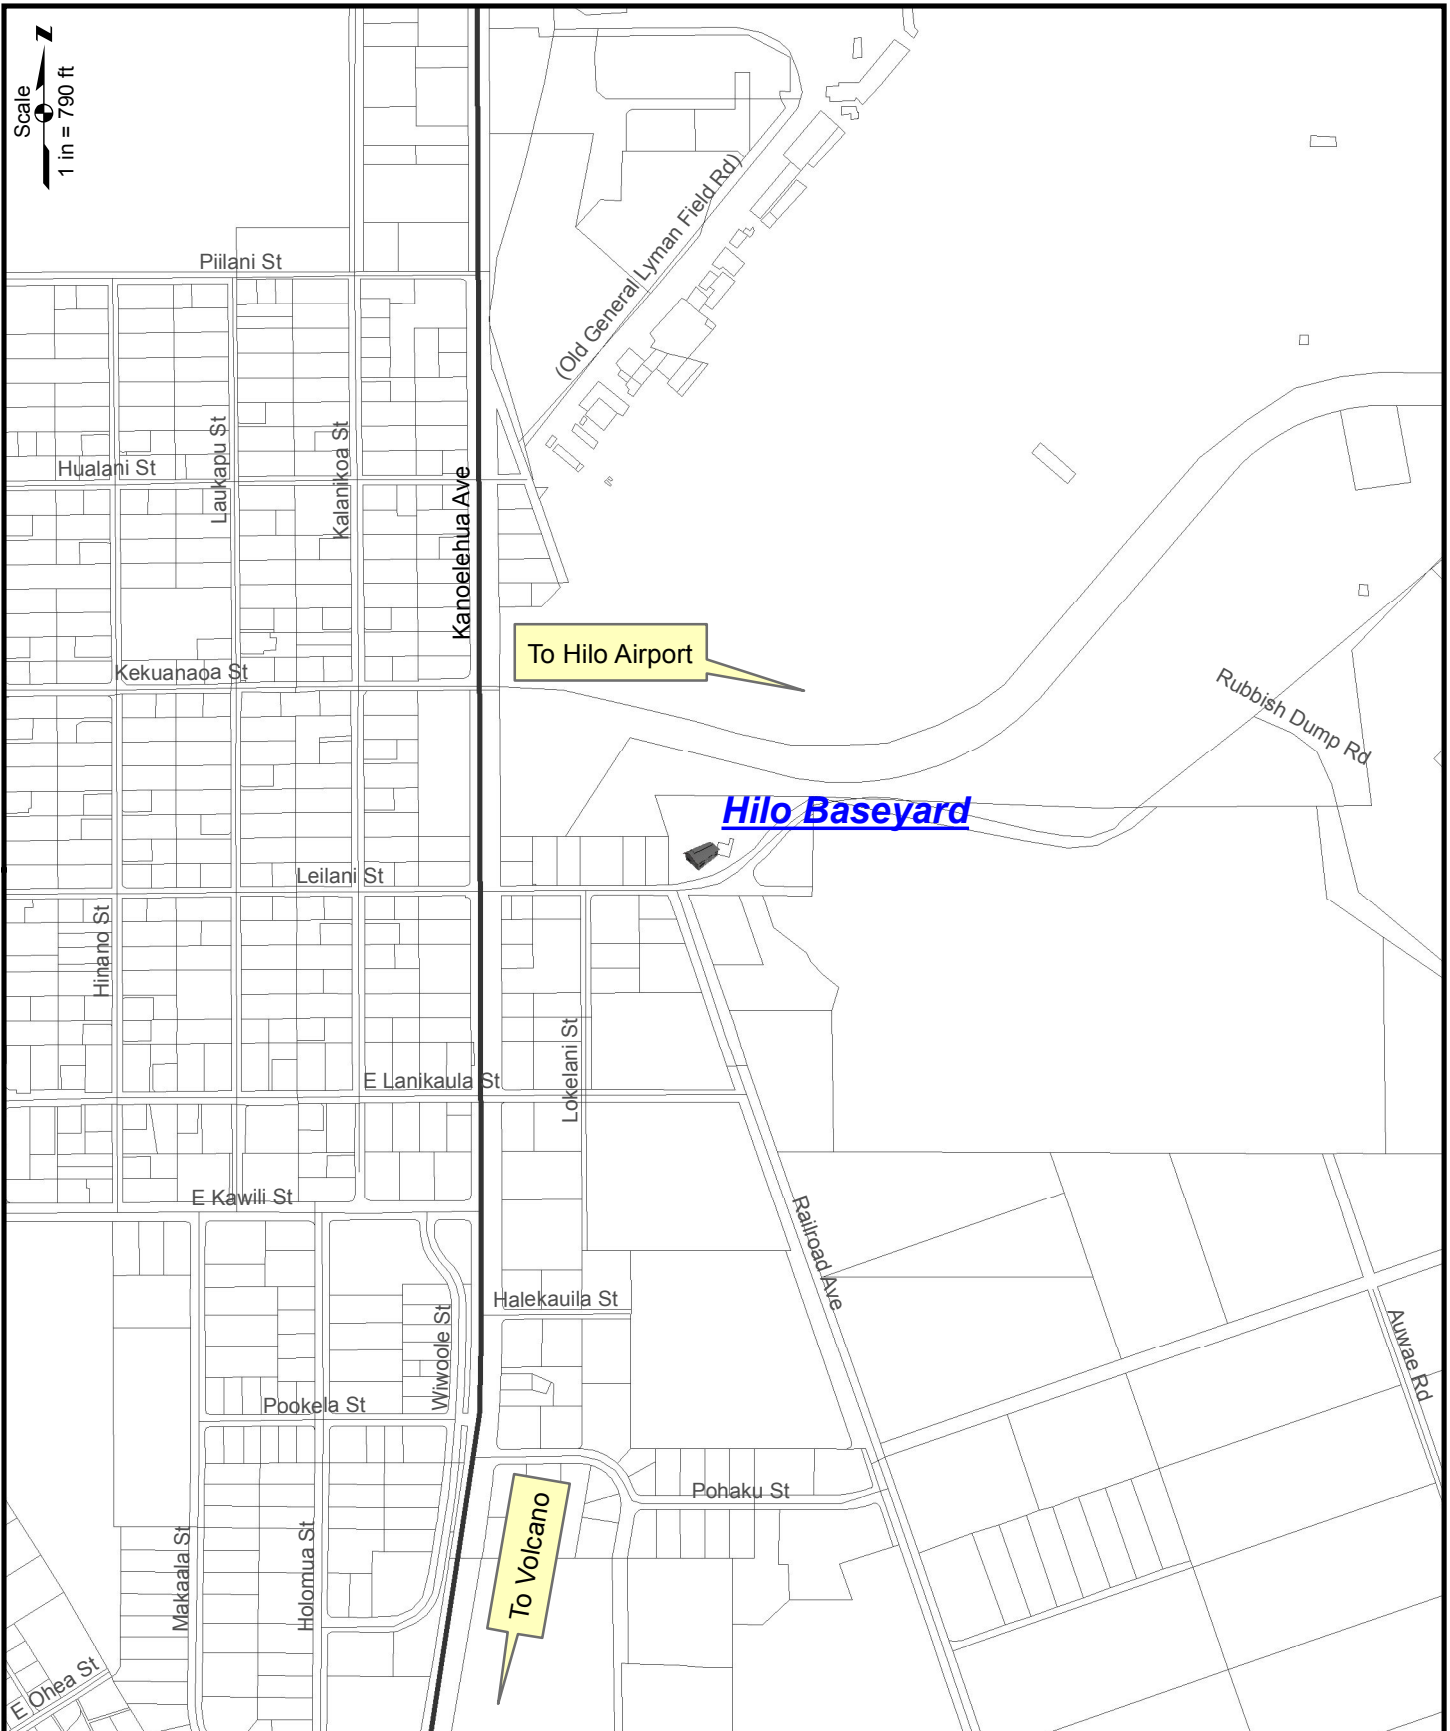 Scale
1 in = 790 ft
N
Piilani St
(Old General Lyman Field Rd)
Laukapu St
Kalanikoa St
Hualani St
Kanoelehua Ave
To Hilo Airport
Kekuanaoa St
Rubbish Dump Rd
Hilo Baseyard
Leilani St
Hinano St
Lokelani St
E Lanikaula St
E Kawili St
Railroad Ave
Halekauila St
Wiwoole St
Auwae Rd
Pookela St
Pohaku St
To Volcano
Makaala St
Holomua St
E Ohea St